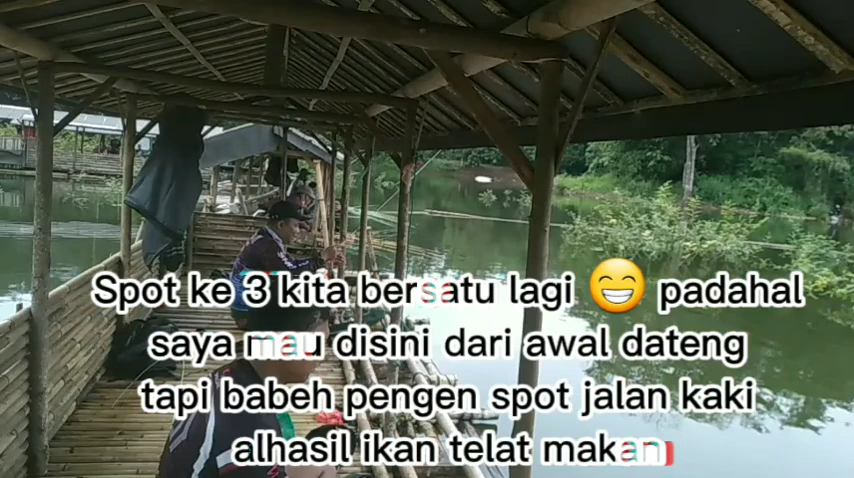 Spot ke 3 kita bersatu lagi 😁 padahal
saya mau disini dari awal dateng
tapi babeh pengen spot jalan kaki
alhasil ikan telat makan